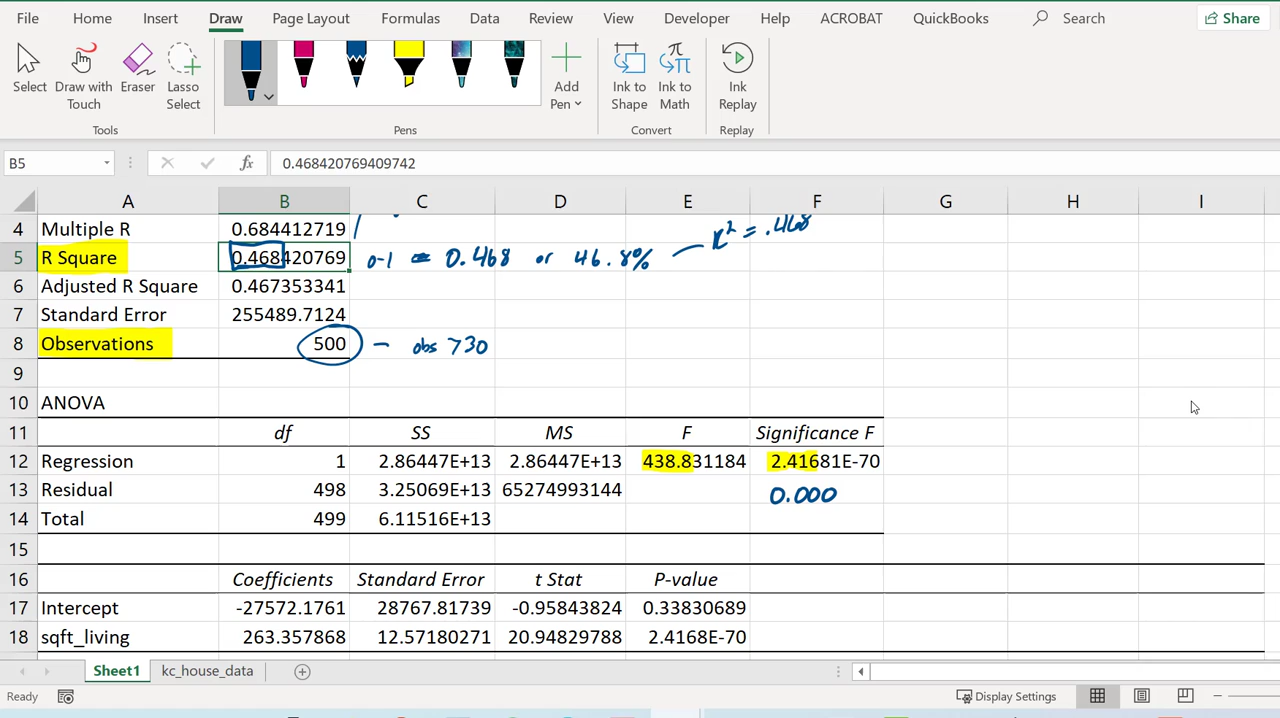 File Home Insert Draw Page Layout Formulas Data Review View Developer Help ACROBAT QuickBooks Search Share
Select Draw with Touch Eraser Lasso Select Add Pen Ink to Shape Ink to Math Ink Replay
Tools Pens Convert Replay
B5 fx 0.468420769409742
A B C D E F G H I
4 Multiple R 0.684412719
5 R Square 0.468420769 0-1 = 0.468 or 46.8% — R² = .468
6 Adjusted R Square 0.467353341
7 Standard Error 255489.7124
8 Observations 500 — obs >30
9
10 ANOVA
11 df SS MS F Significance F
12 Regression 1 2.86447E+13 2.86447E+13 438.831184 2.41681E-70
13 Residual 498 3.25069E+13 65274993144 0.000
14 Total 499 6.11516E+13
15
16 Coefficients Standard Error t Stat P-value
17 Intercept -27572.1761 28767.81739 -0.95843824 0.33830689
18 sqft_living 263.357868 12.57180271 20.94829788 2.4168E-70
Sheet1 kc_house_data
Ready Display Settings